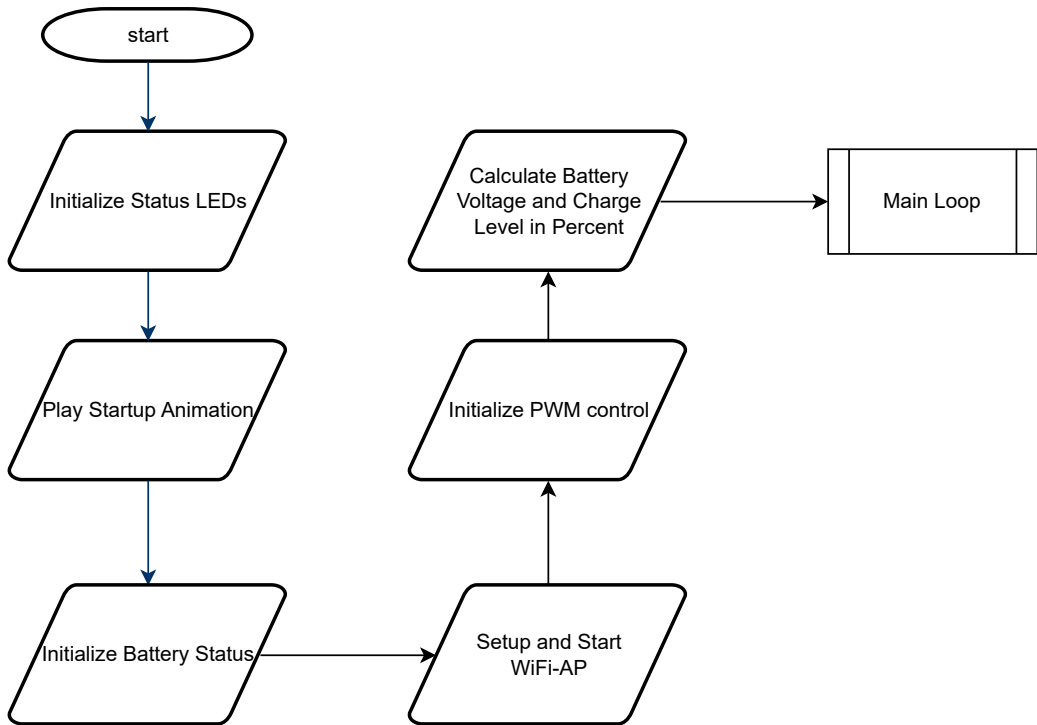 start
Initialize Status LEDs
Play Startup Animation
Initialize Battery Status
Setup and Start
WiFi-AP
Initialize PWM control
Calculate Battery
Voltage and Charge
Level in Percent
Main Loop